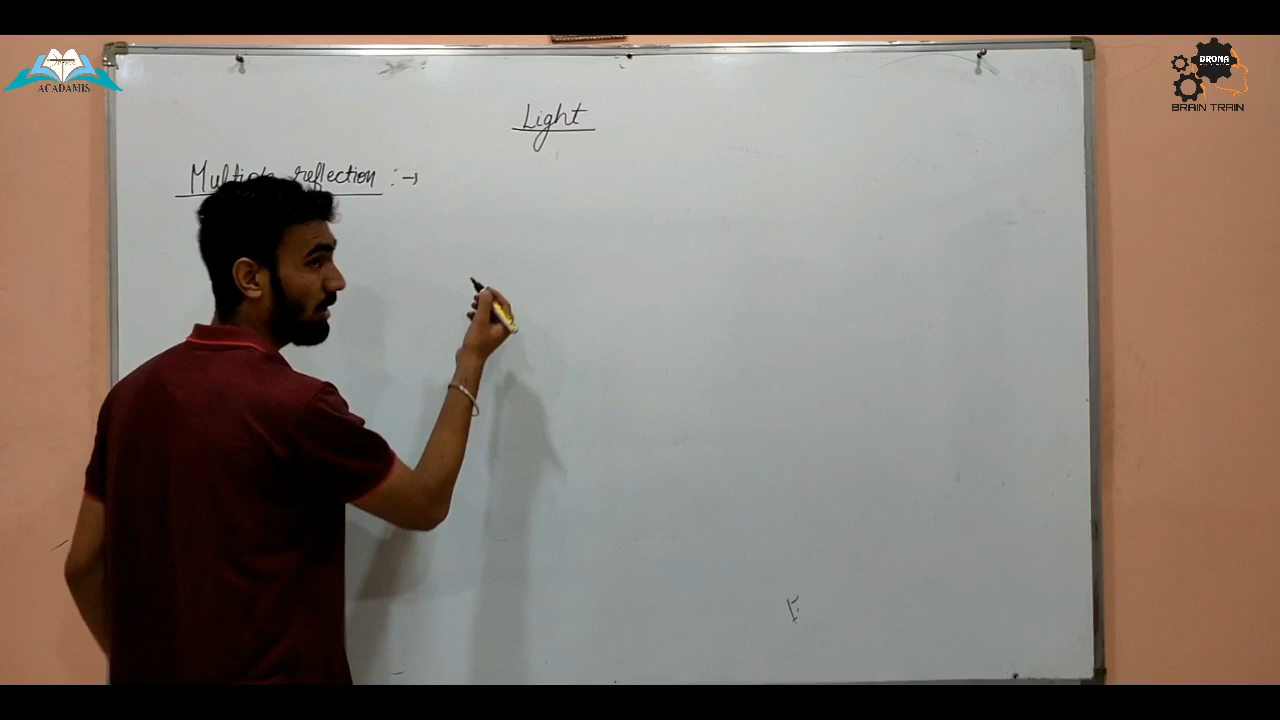 ACADAMIS
DRONA
BRAIN TRAIN
Light
Multiple reflection :→